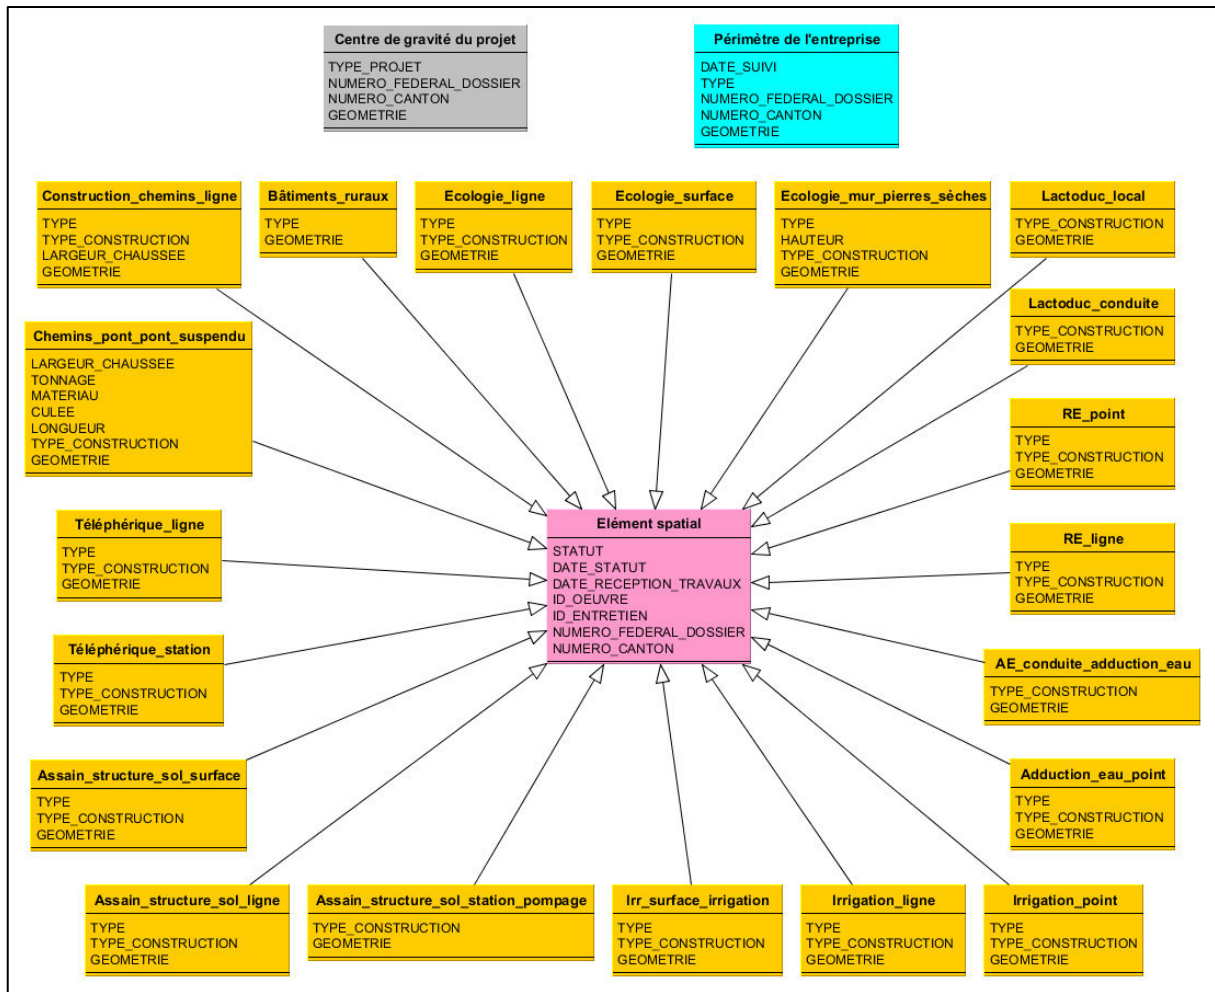 Centre de gravité du projet
TYPE_PROJET
NUMERO_FEDERAL_DOSSIER
NUMERO_CANTON
GEOMETRIE
Périmètre de l'entreprise
DATE_SUIVI
TYPE
NUMERO_FEDERAL_DOSSIER
NUMERO_CANTON
GEOMETRIE
Construction_chemins_ligne
TYPE
TYPE_CONSTRUCTION
LARGEUR_CHAUSSEE
GEOMETRIE
Bâtiments_ruraux
TYPE
GEOMETRIE
Ecologie_ligne
TYPE
TYPE_CONSTRUCTION
GEOMETRIE
Ecologie_surface
TYPE
TYPE_CONSTRUCTION
GEOMETRIE
Ecologie_mur_pierres_sèches
TYPE
HAUTEUR
TYPE_CONSTRUCTION
GEOMETRIE
Lactoduc_local
TYPE_CONSTRUCTION
GEOMETRIE
Lactoduc_conduite
TYPE_CONSTRUCTION
GEOMETRIE
Chemins_pont_pont_suspendu
LARGEUR_CHAUSSEE
TONNAGE
MATERIAU
CULEE
LONGUEUR
TYPE_CONSTRUCTION
GEOMETRIE
RE_point
TYPE
TYPE_CONSTRUCTION
GEOMETRIE
Téléphérique_ligne
TYPE
TYPE_CONSTRUCTION
GEOMETRIE
Elément spatial
STATUT
DATE_STATUT
DATE_RECEPTION_TRAVAUX
ID_OEUVRE
ID_ENTRETIEN
NUMERO_FEDERAL_DOSSIER
NUMERO_CANTON
RE_ligne
TYPE
TYPE_CONSTRUCTION
GEOMETRIE
Téléphérique_station
TYPE
TYPE_CONSTRUCTION
GEOMETRIE
AE_conduite_adduction_eau
TYPE_CONSTRUCTION
GEOMETRIE
Assain_structure_sol_surface
TYPE
TYPE_CONSTRUCTION
GEOMETRIE
Adduction_eau_point
TYPE
TYPE_CONSTRUCTION
GEOMETRIE
Assain_structure_sol_ligne
TYPE
TYPE_CONSTRUCTION
GEOMETRIE
Assain_structure_sol_station_pompage
TYPE_CONSTRUCTION
GEOMETRIE
Irr_surface_irrigation
TYPE
TYPE_CONSTRUCTION
GEOMETRIE
Irrigation_ligne
TYPE
TYPE_CONSTRUCTION
GEOMETRIE
Irrigation_point
TYPE
TYPE_CONSTRUCTION
GEOMETRIE